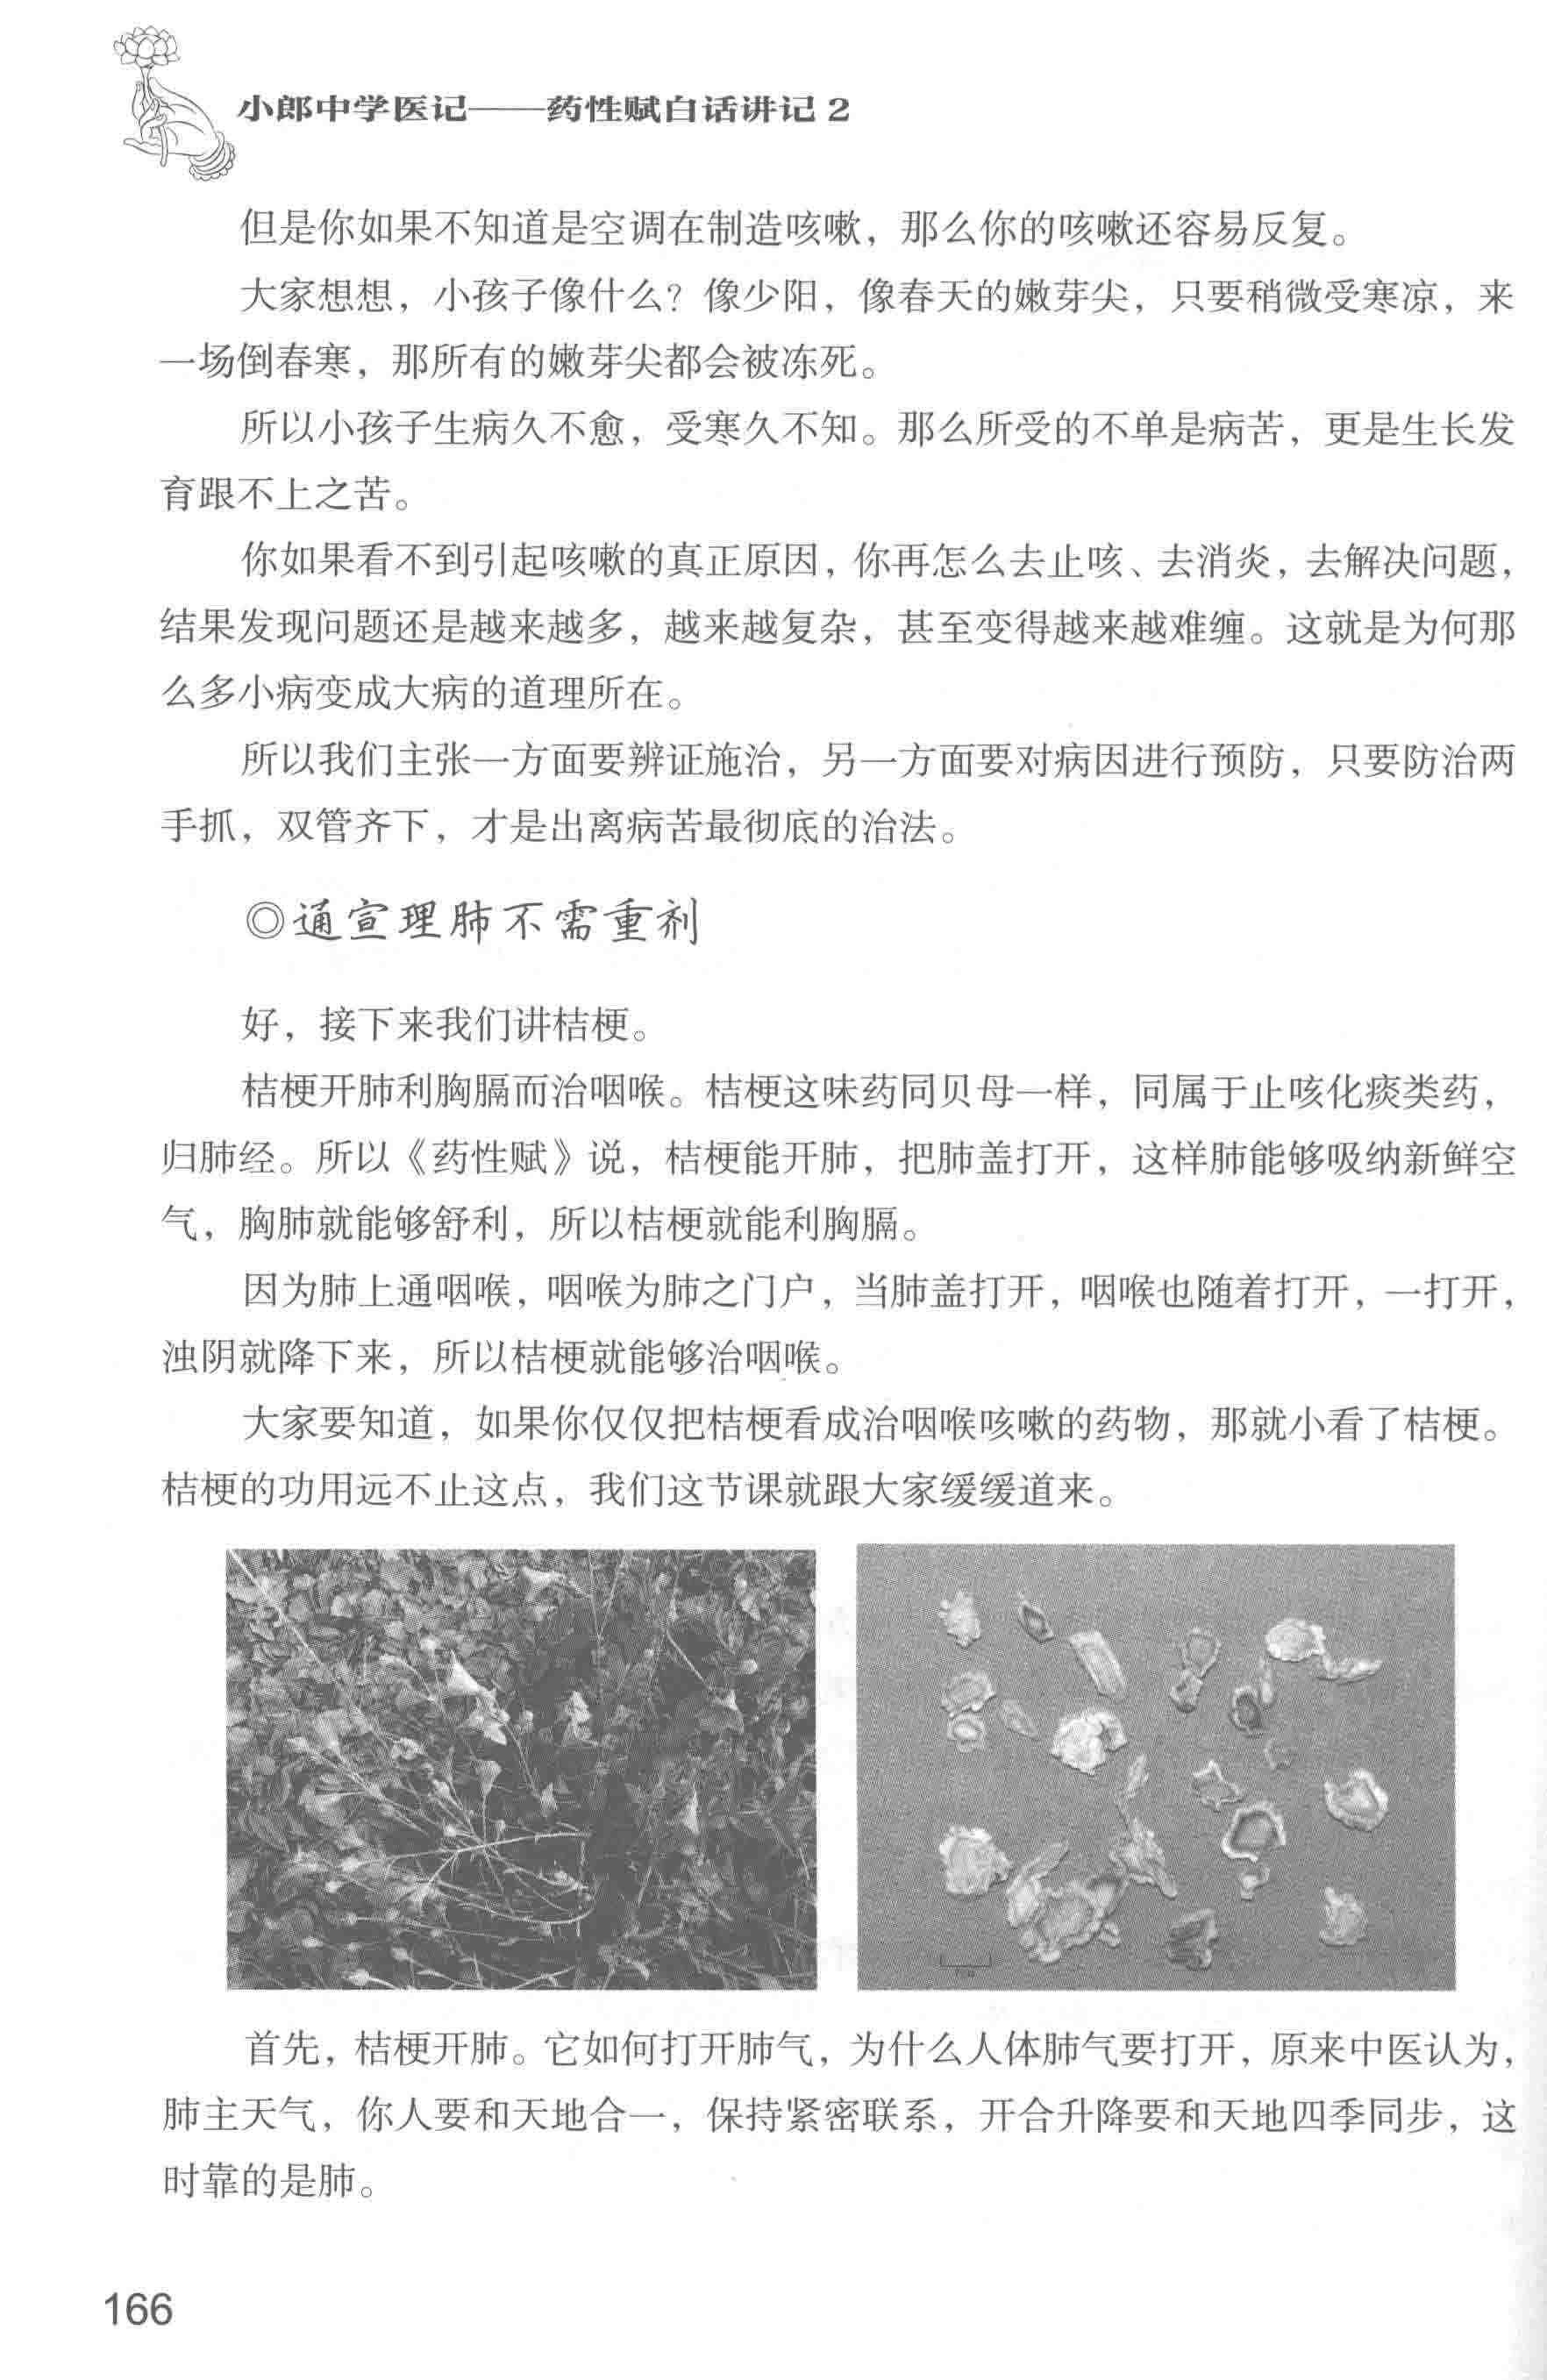 小郎中学医记——药性赋白话讲记 2
但是你如果不知道是空调在制造咳嗽，那么你的咳嗽还容易反复。
大家想想，小孩子像什么？像少阳，像春天的嫩芽尖，只要稍微受寒凉，来
一场倒春寒，那所有的嫩芽尖都会被冻死。
所以小孩子生病久不愈，受寒久不知。那么所受的不单是病苦，更是生长发
育跟不上之苦。
你如果看不到引起咳嗽的真正原因，你再怎么去止咳、去消炎，去解决问题，
结果发现问题还是越来越多，越来越复杂，甚至变得越来越难缠。这就是为何那
么多小病变成大病的道理所在。
所以我们主张一方面要辨证施治，另一方面要对病因进行预防，只要防治两
手抓，双管齐下，才是出离病苦最彻底的治法。
◎通宣理肺不需重剂
好，接下来我们讲桔梗。
桔梗开肺利胸膈而治咽喉。桔梗这味药同贝母一样，同属于止咳化痰类药，
归肺经。所以《药性赋》说，桔梗能开肺，把肺盖打开，这样肺能够吸纳新鲜空
气，胸肺就能够舒利，所以桔梗就能利胸膈。
因为肺上通咽喉，咽喉为肺之门户，当肺盖打开，咽喉也随着打开，一打开，
浊阴就降下来，所以桔梗就能够治咽喉。
大家要知道，如果你仅仅把桔梗看成治咽喉咳嗽的药物，那就小看了桔梗。
桔梗的功用远不止这点，我们这节课就跟大家缓缓道来。
首先，桔梗开肺。它如何打开肺气，为什么人体肺气要打开，原来中医认为，
肺主天气，你人要和天地合一，保持紧密联系，开合升降要和天地四季同步，这
时靠的是肺。
166